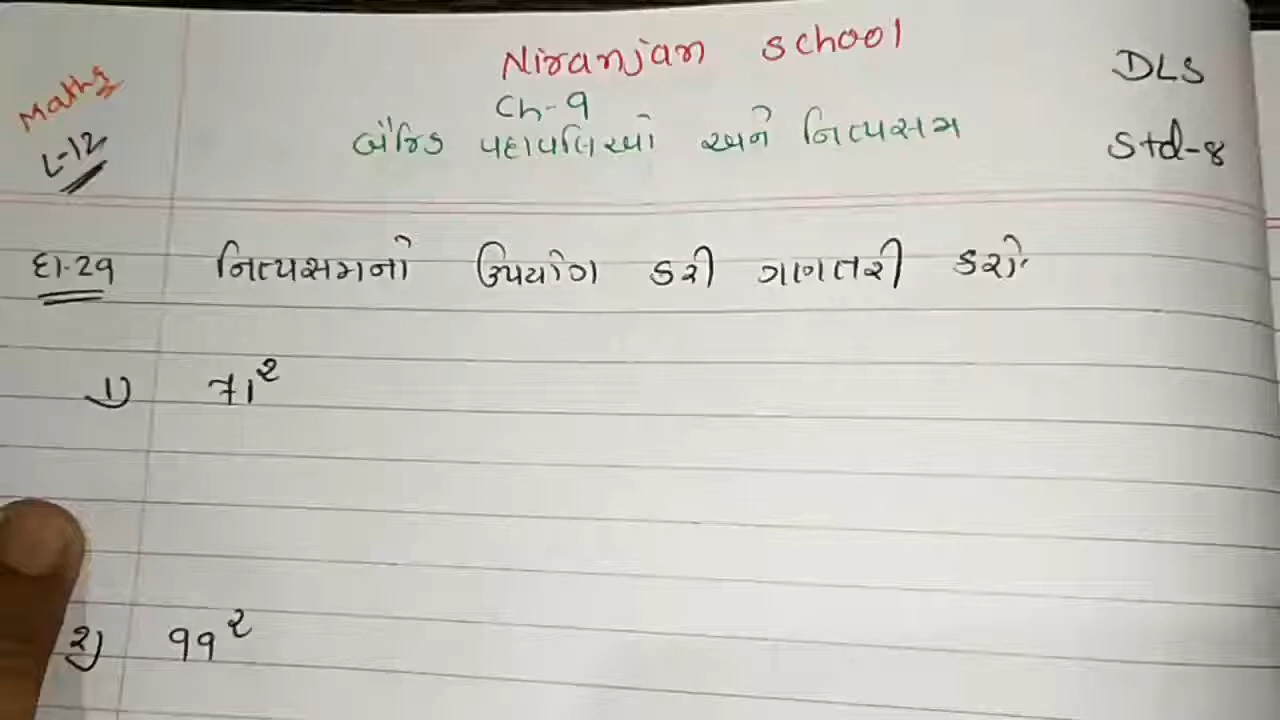 Niranjan school
Maths
Ch-9
DLS
L-12
બૈજિક પદાવલિઓ અને નિત્યસમ
Std-8
દા.29 નિત્યસમનો ઉપયોગ કરી ગણતરી કરો.
1) 71²
2) 99²